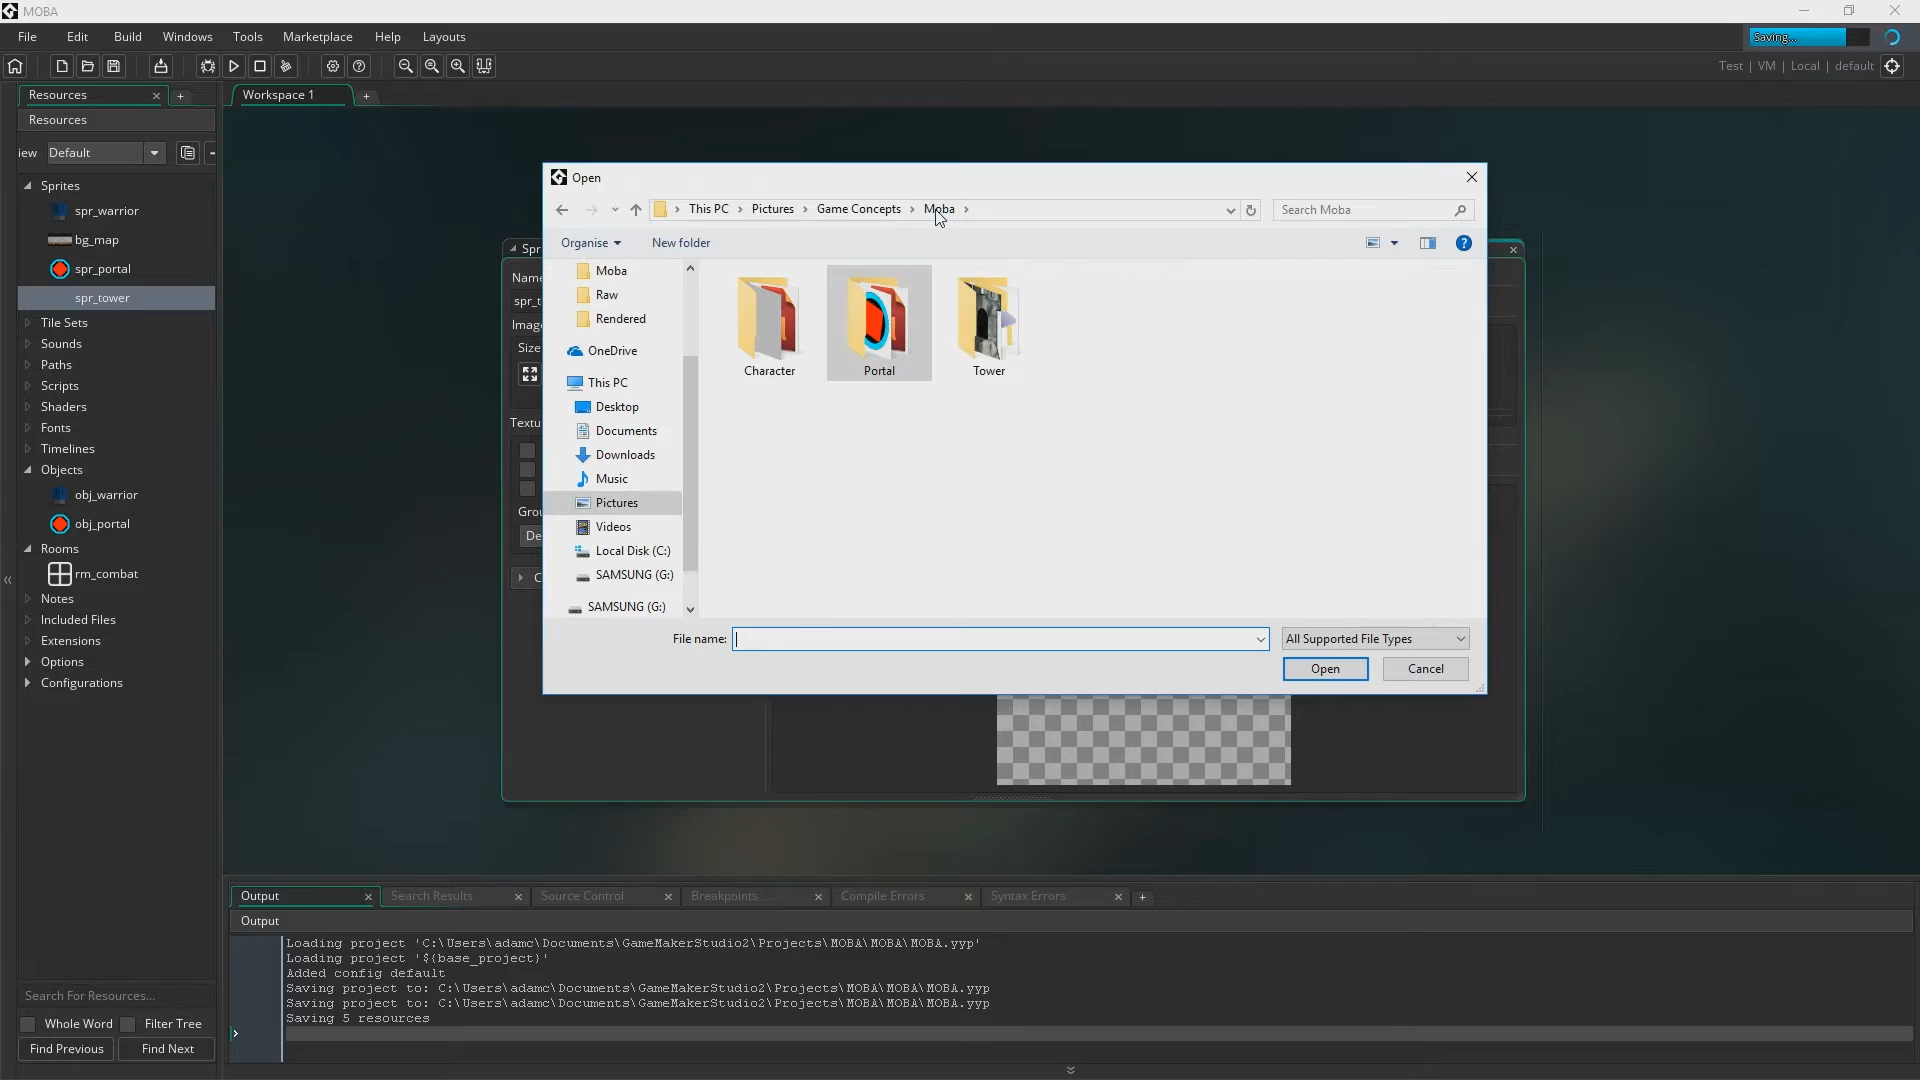 MOBA
File Edit Build Windows Tools Marketplace Help Layouts
Saving...
Test | VM | Local | default
Resources
Workspace 1
Resources
iew Default
Sprites
spr_warrior
bg_map
spr_portal
spr_tower
Tile Sets
Sounds
Paths
Scripts
Shaders
Fonts
Timelines
Objects
obj_warrior
obj_portal
Rooms
rm_combat
Notes
Included Files
Extensions
Options
Configurations
Search For Resources...
Whole Word Filter Tree
Find Previous Find Next
Spr
Name
spr_t
Imag
Size
Textu
Grou
De
C
Open
This PC Pictures Game Concepts Moba
Search Moba
Organise New folder
Moba
Raw
Rendered
OneDrive
This PC
Desktop
Documents
Downloads
Music
Pictures
Videos
Local Disk (C:)
SAMSUNG (G:)
SAMSUNG (G:)
Character
Portal
Tower
File name:
All Supported File Types
Open Cancel
Output Search Results Source Control Breakpoints Compile Errors Syntax Errors
Output
Loading project 'C:\Users\adamc\Documents\GameMakerStudio2\Projects\MOBA\MOBA\MOBA.yyp'
Loading project '${base_project}'
Added config default
Saving project to: C:\Users\adamc\Documents\GameMakerStudio2\Projects\MOBA\MOBA\MOBA.yyp
Saving project to: C:\Users\adamc\Documents\GameMakerStudio2\Projects\MOBA\MOBA\MOBA.yyp
Saving 5 resources